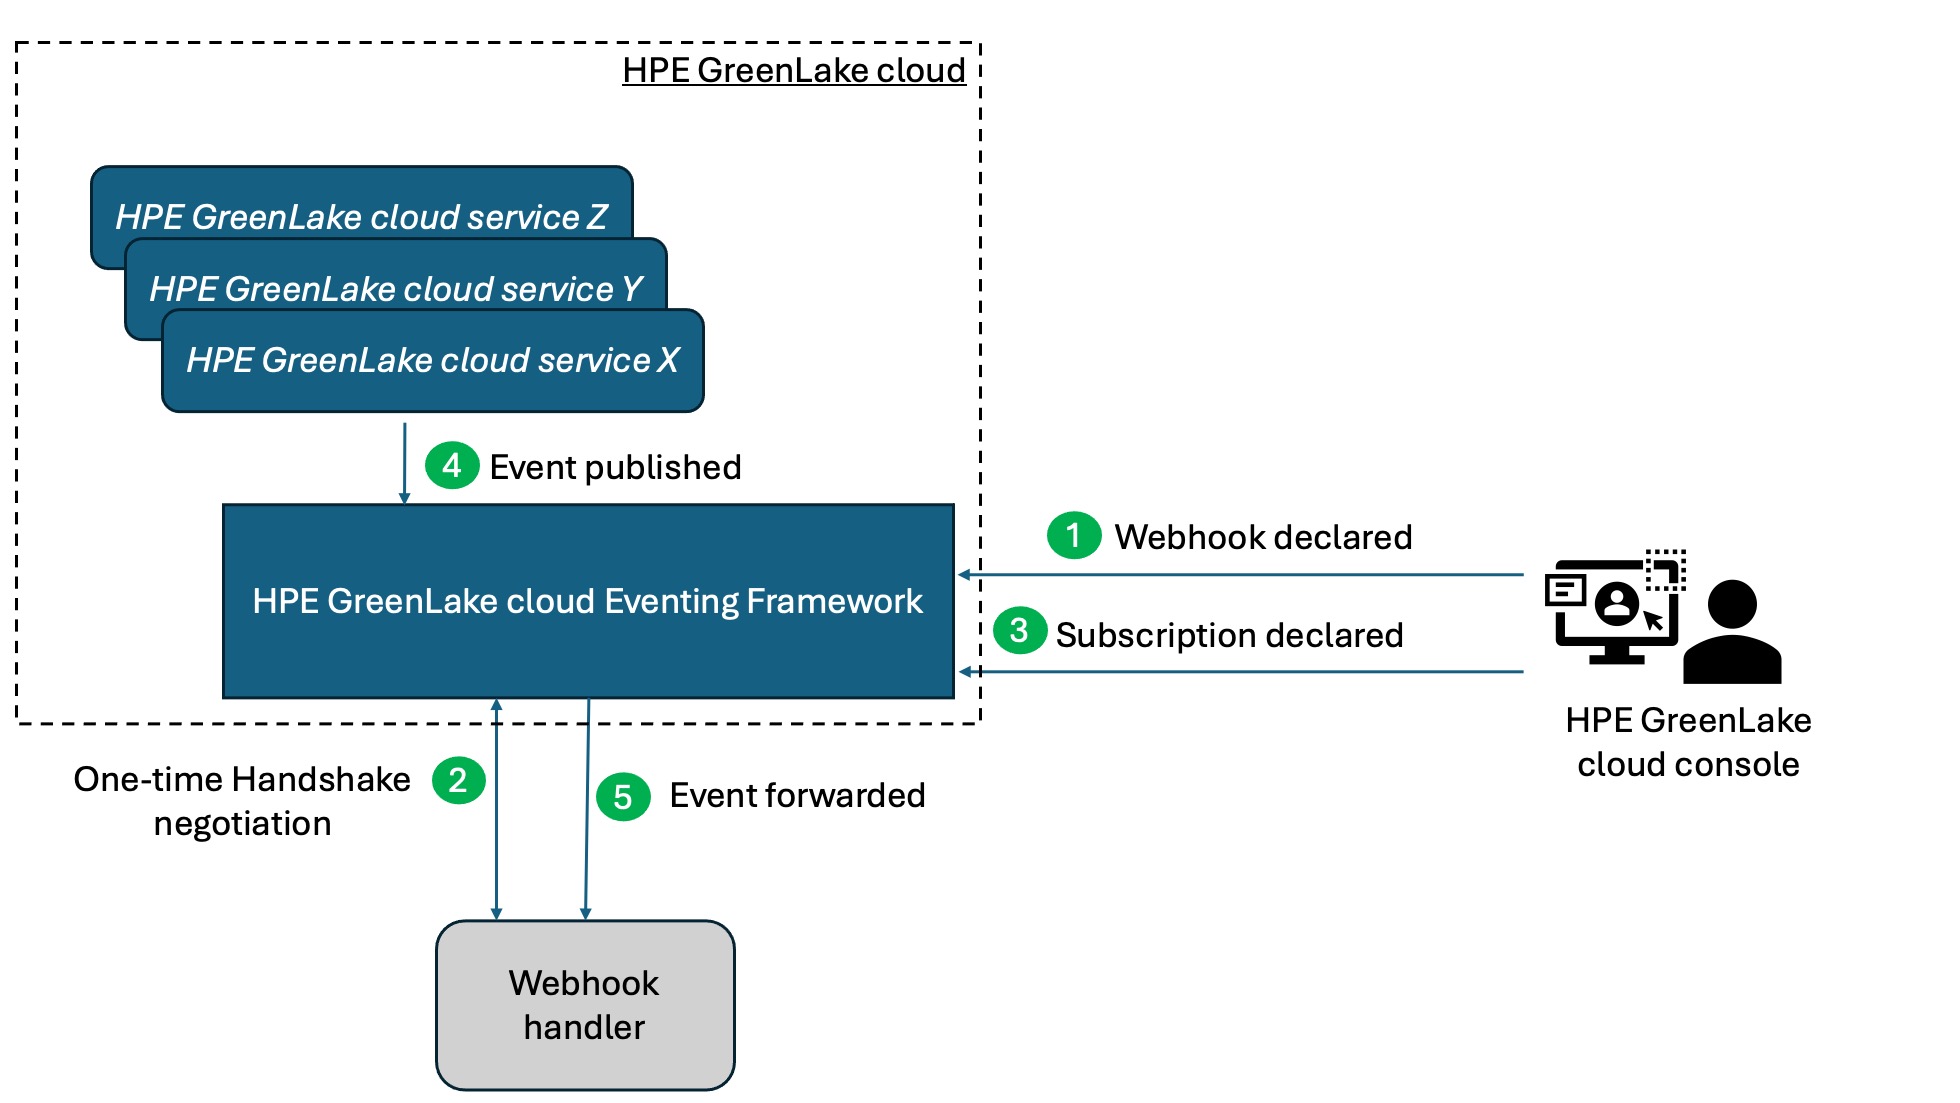 HPE GreenLake cloud
HPE GreenLake cloud service Z
HPE GreenLake cloud service Y
HPE GreenLake cloud service X
4 Event published
HPE GreenLake cloud Eventing Framework
1 Webhook declared
3 Subscription declared
HPE GreenLake
cloud console
One-time Handshake
negotiation
2
5 Event forwarded
Webhook
handler